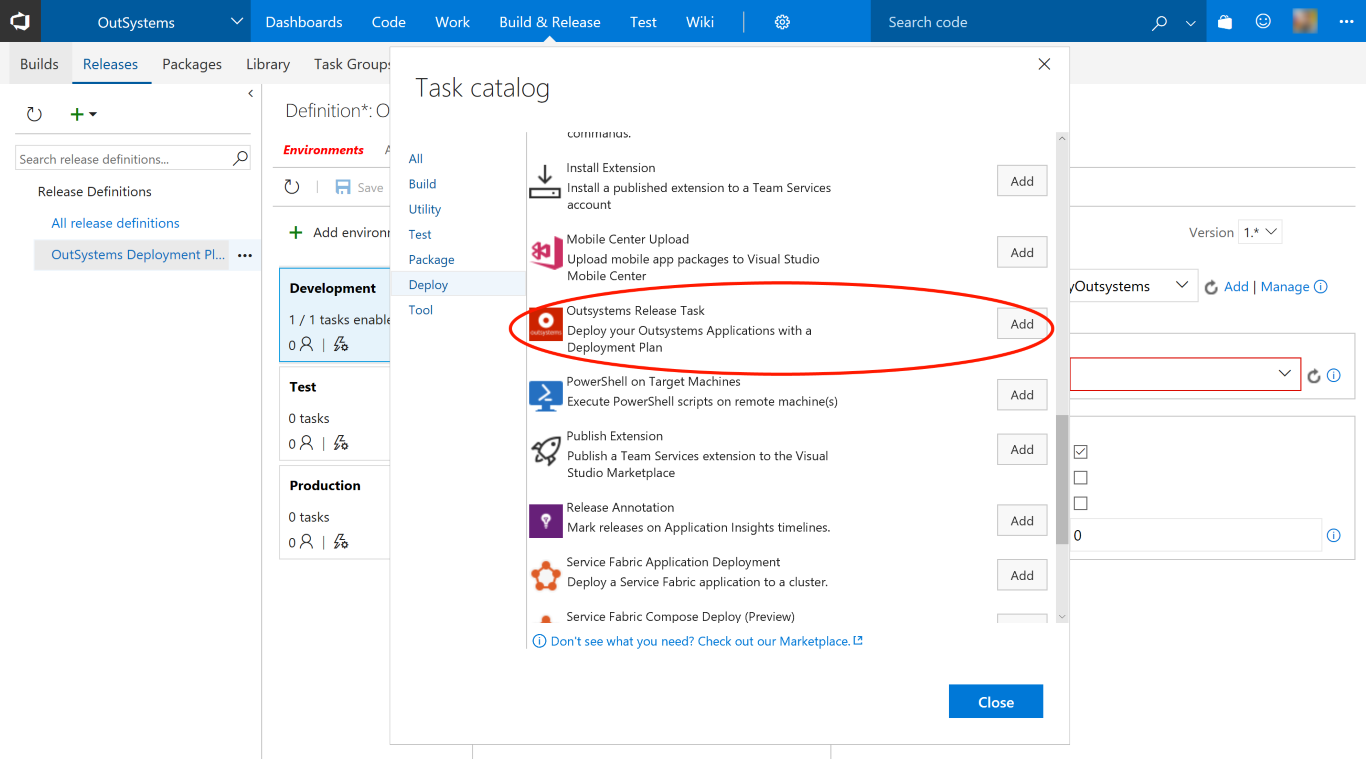 OutSystems
Dashboards
Code
Work
Build & Release
Test
Wiki
Search code
Builds
Releases
Packages
Library
Task Groups
Search release definitions...
Release Definitions
All release definitions
OutSystems Deployment Pl...
Definition*: O
Environments
Save
Add environ
Development
1 / 1 tasks enable
0
Test
0 tasks
0
Production
0 tasks
0
Task catalog
All
Build
Utility
Test
Package
Deploy
Tool
commands.
Install Extension
Install a published extension to a Team Services
account
Add
Mobile Center Upload
Upload mobile app packages to Visual Studio
Mobile Center
Add
outsystems
Outsystems Release Task
Deploy your Outsystems Applications with a
Deployment Plan
Add
PowerShell on Target Machines
Execute PowerShell scripts on remote machine(s)
Add
Publish Extension
Publish a Team Services extension to the Visual
Studio Marketplace
Add
Release Annotation
Mark releases on Application Insights timelines.
Add
Service Fabric Application Deployment
Deploy a Service Fabric application to a cluster.
Add
Service Fabric Compose Deploy (Preview)
Don't see what you need? Check out our Marketplace.
Close
Version 1.*
yOutsystems
Add | Manage
0